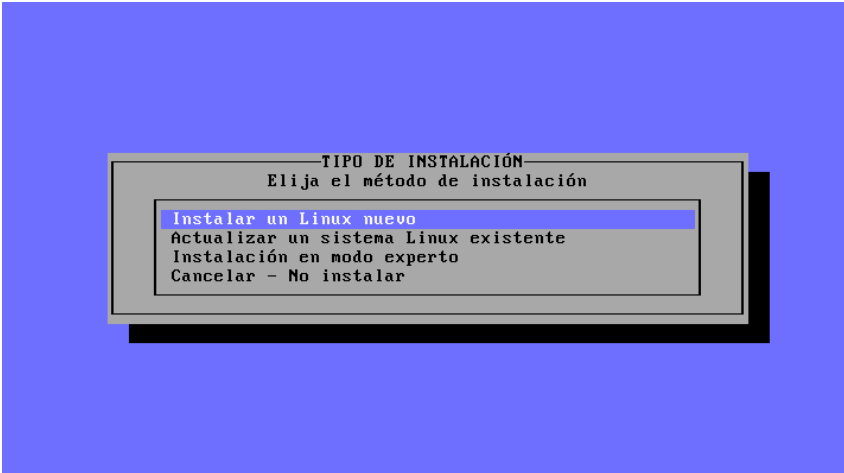 TIPO DE INSTALACIÓN
Elija el método de instalación
Instalar un Linux nuevo
Actualizar un sistema Linux existente
Instalación en modo experto
Cancelar - No instalar